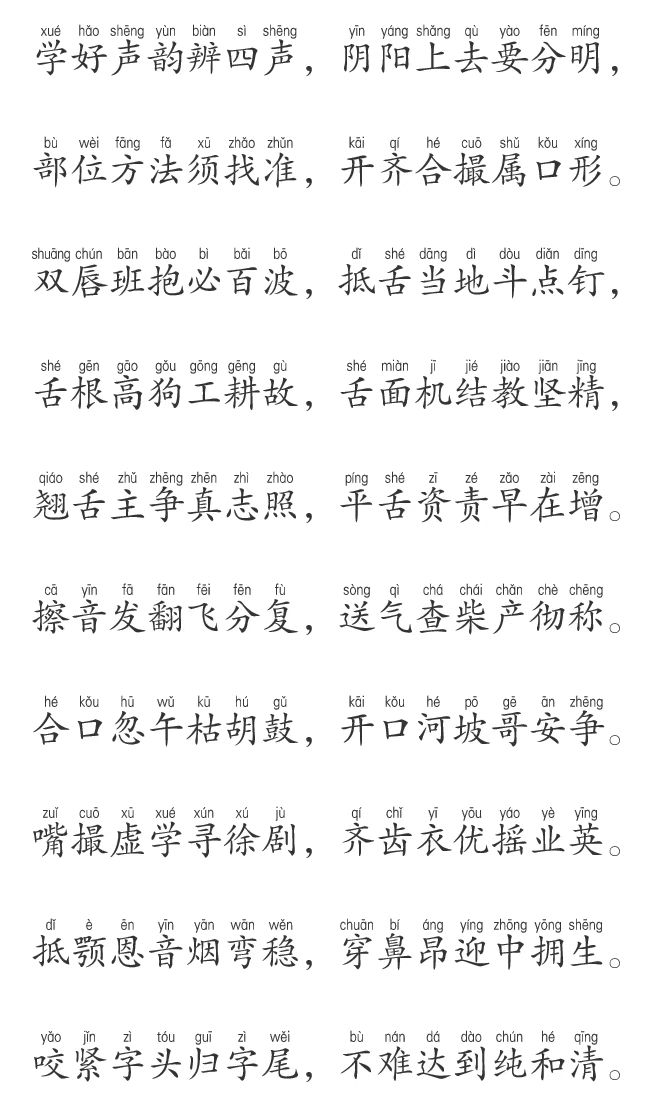 xué hǎo shēng yùn biàn sì shēng yīn yáng shǎng qù yào fēn míng
学好声韵辨四声，阴阳上去要分明，
bù wèi fāng fǎ xū zhǎo zhǔn kāi qí hé cuō shǔ kǒu xíng
部位方法须找准，开齐合撮属口形。
shuāng chún bān bào bì bǎi bō dǐ shé dāng dì dòu diǎn dīng
双唇班抱必百波，抵舌当地斗点钉，
shé gēn gāo gǒu gōng gēng gù shé miàn jī jié jiào jiān jīng
舌根高狗工耕故，舌面机结教坚精，
qiáo shé zhǔ zhēng zhēn zhì zhào píng shé zī zé zǎo zài zēng
翘舌主争真志照，平舌资责早在增。
cā yīn fā fān fēi fēn fù sòng qì chá chái chǎn chè chēng
擦音发翻飞分复，送气查柴产彻称。
hé kǒu hū wǔ kū hú gǔ kāi kǒu hé pō gē ān zhēng
合口忽午枯胡鼓，开口河坡哥安争。
zuǐ cuō xū xué xún xú jù qí chǐ yī yōu yáo yè yīng
嘴撮虚学寻徐剧，齐齿衣优摇业英。
dǐ è ēn yīn yān wān wěn chuān bí áng yíng zhōng yōng shēng
抵颚恩音烟弯稳，穿鼻昂迎中拥生。
yǎo jǐn zì tóu guī zì wěi bù nán dá dào chún hé qīng
咬紧字头归字尾，不难达到纯和清。